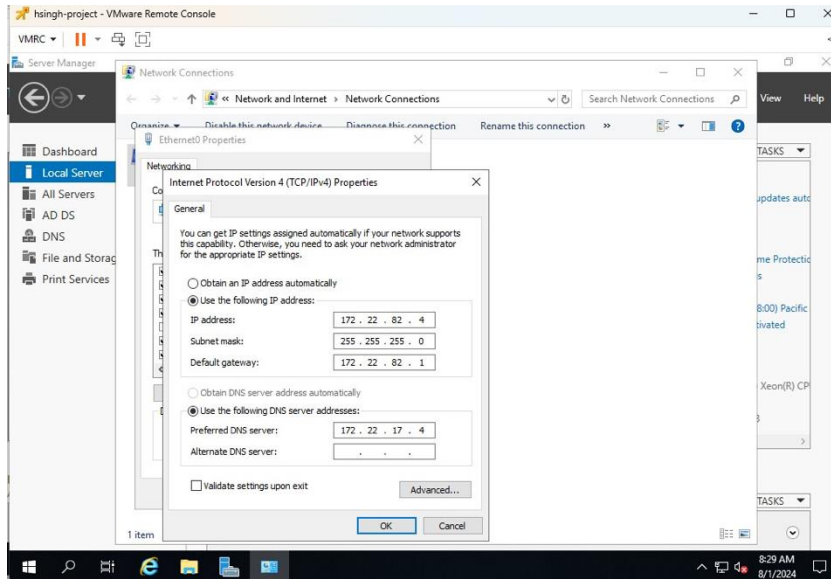 hsingh-project - VMware Remote Console
VMRC
Server Manager
Network Connections
« Network and Internet › Network Connections
Search Network Connections
View Help
Organize Disable this network device Diagnose this connection Rename this connection »
Ethernet0 Properties
Networking
Dashboard
Local Server
All Servers
AD DS
DNS
File and Storag
Print Services
Internet Protocol Version 4 (TCP/IPv4) Properties
General
You can get IP settings assigned automatically if your network supports
this capability. Otherwise, you need to ask your network administrator
for the appropriate IP settings.
Obtain an IP address automatically
Use the following IP address:
IP address: 172 . 22 . 82 . 4
Subnet mask: 255 . 255 . 255 . 0
Default gateway: 172 . 22 . 82 . 1
Obtain DNS server address automatically
Use the following DNS server addresses:
Preferred DNS server: 172 . 22 . 17 . 4
Alternate DNS server: . . .
Validate settings upon exit
Advanced...
OK Cancel
1 item
TASKS
updates auto
me Protectio
s
8:00) Pacific
tivated
Xeon(R) CP
TASKS
8:29 AM
8/1/2024